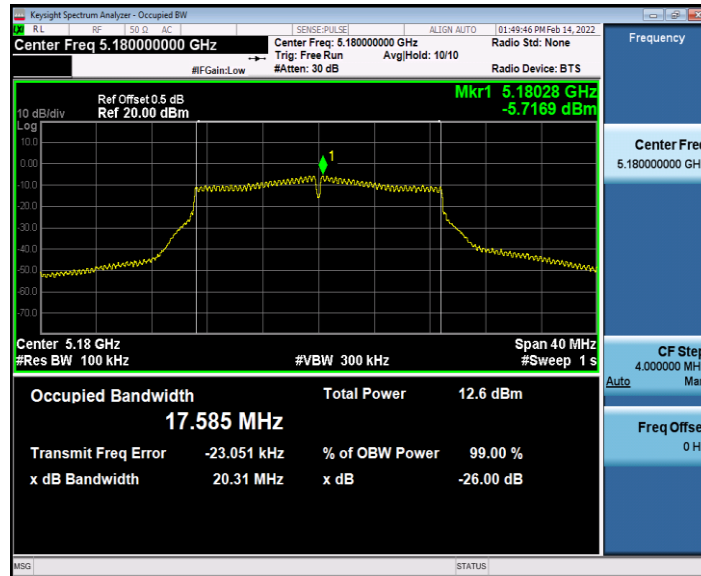 Keysight Spectrum Analyzer - Occupied BW
RL RF 50 Ω AC SENSE:PULSE ALIGN AUTO 01:49:46 PM Feb 14, 2022
Center Freq 5.180000000 GHz
Center Freq: 5.180000000 GHz
Radio Std: None
Trig: Free Run Avg|Hold: 10/10
#IFGain:Low #Atten: 30 dB Radio Device: BTS
Frequency
Ref Offset 0.5 dB
10 dB/div Ref 20.00 dBm
Mkr1 5.18028 GHz
-5.7169 dBm
Log
10.0
0.00
-10.0
-20.0
-30.0
-40.0
-50.0
-60.0
-70.0
1
Center 5.18 GHz Span 40 MHz
#Res BW 100 kHz #VBW 300 kHz #Sweep 1 s
Center Fre
5.180000000 GH
CF Step
4.000000 MH
Auto Ma
Freq Offse
0 H
Occupied Bandwidth
17.585 MHz
Total Power 12.6 dBm
Transmit Freq Error -23.051 kHz % of OBW Power 99.00 %
x dB Bandwidth 20.31 MHz x dB -26.00 dB
MSG STATUS